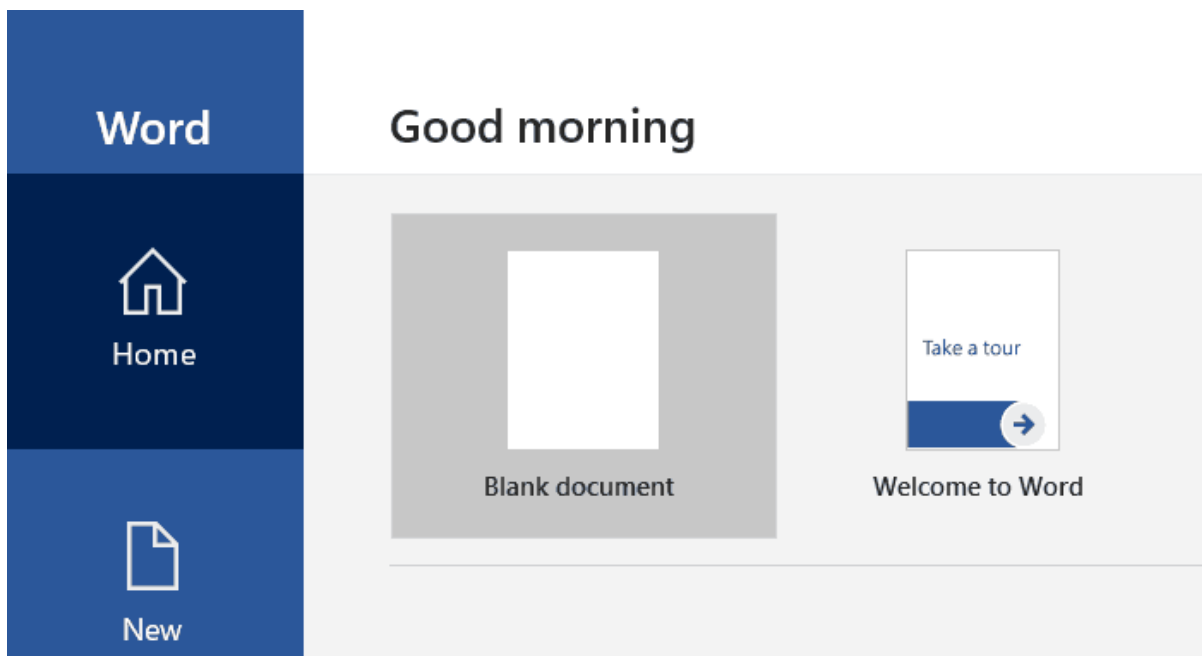 Word
Good morning
Home
Take a tour
Blank document
Welcome to Word
New